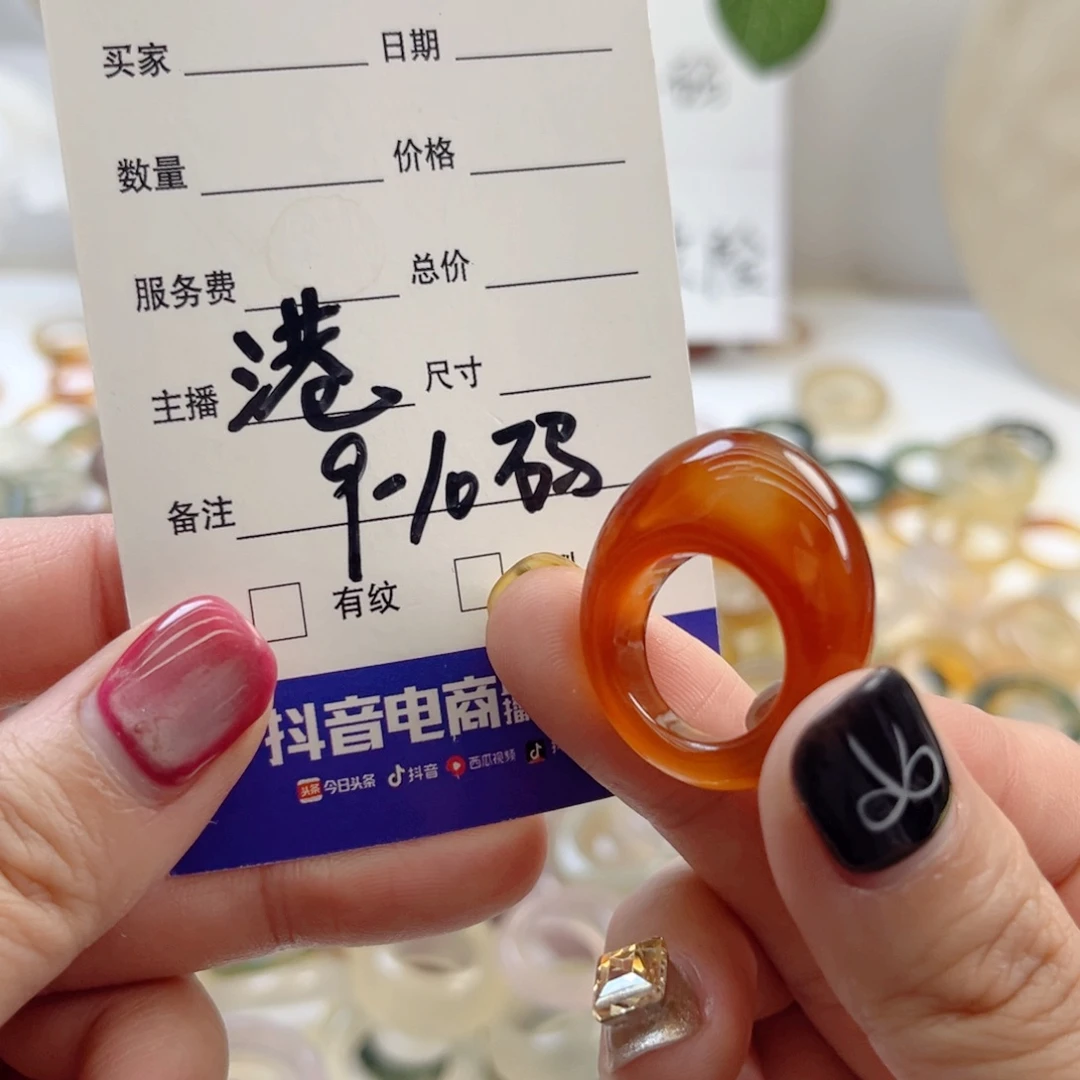 买家 日期
数量 价格
服务费 总价
主播 港 尺寸
备注 9-10码
有纹
抖音电商
头条 今日头条 抖音 西瓜视频